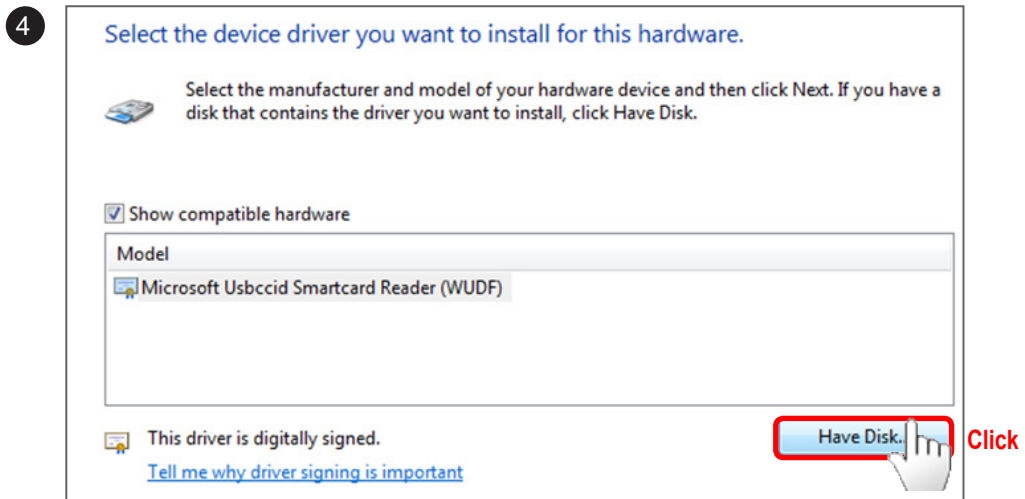 4
Select the device driver you want to install for this hardware.
Select the manufacturer and model of your hardware device and then click Next. If you have a
disk that contains the driver you want to install, click Have Disk.
Show compatible hardware
Model
Microsoft Usbccid Smartcard Reader (WUDF)
This driver is digitally signed.
Have Disk..
Click
Tell me why driver signing is important